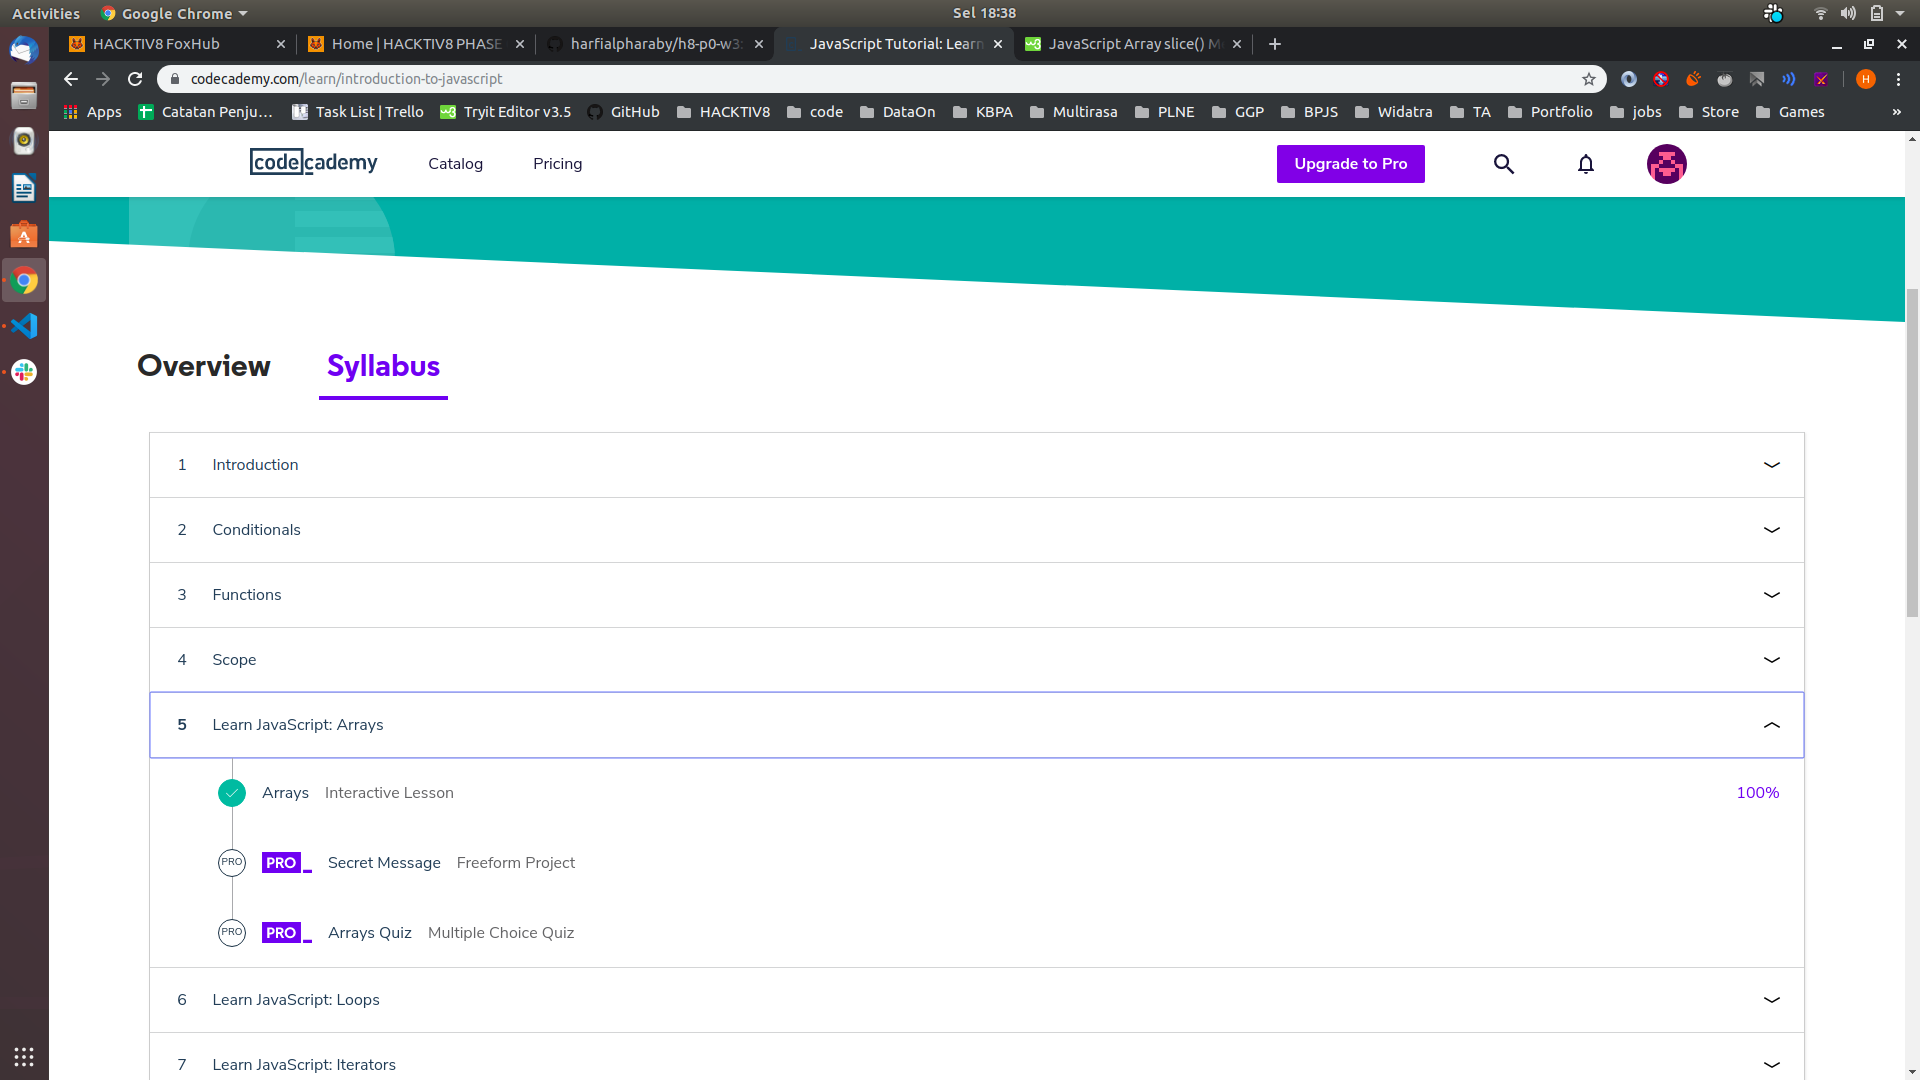 Activities Google Chrome Sel 18:38
HACKTIV8 FoxHub Home | HACKTIV8 PHASE harfialpharaby/h8-p0-w3 JavaScript Tutorial: Learn JavaScript Array slice() M
codecademy.com/learn/introduction-to-javascript H
Apps Catatan Penju... Task List | Trello Tryit Editor v3.5 GitHub HACKTIV8 code DataOn KBPA Multirasa PLNE GGP BPJS Widatra TA Portfolio jobs Store Games »
codecademy Catalog Pricing Upgrade to Pro
Overview Syllabus
1 Introduction
2 Conditionals
3 Functions
4 Scope
5 Learn JavaScript: Arrays
Arrays Interactive Lesson 100%
PRO PRO_ Secret Message Freeform Project
PRO PRO_ Arrays Quiz Multiple Choice Quiz
6 Learn JavaScript: Loops
7 Learn JavaScript: Iterators